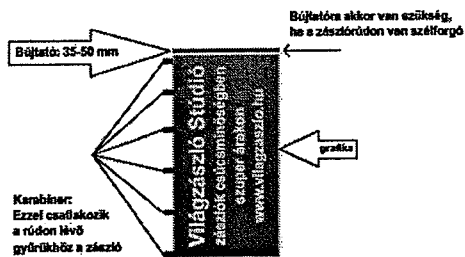 Bújtatóra akkor van szükség,
ha a zászlórúdon van szélforgó
Bújtató: 35-50 mm
Világzászló Stúdió
zászlók csúcsminőségben
szuper árakon
www.vilagzaszlo.hu
grafika
Karabiner:
Ezzel csatlakozik
a rúdon lévő
gyűrűkhöz a zászló